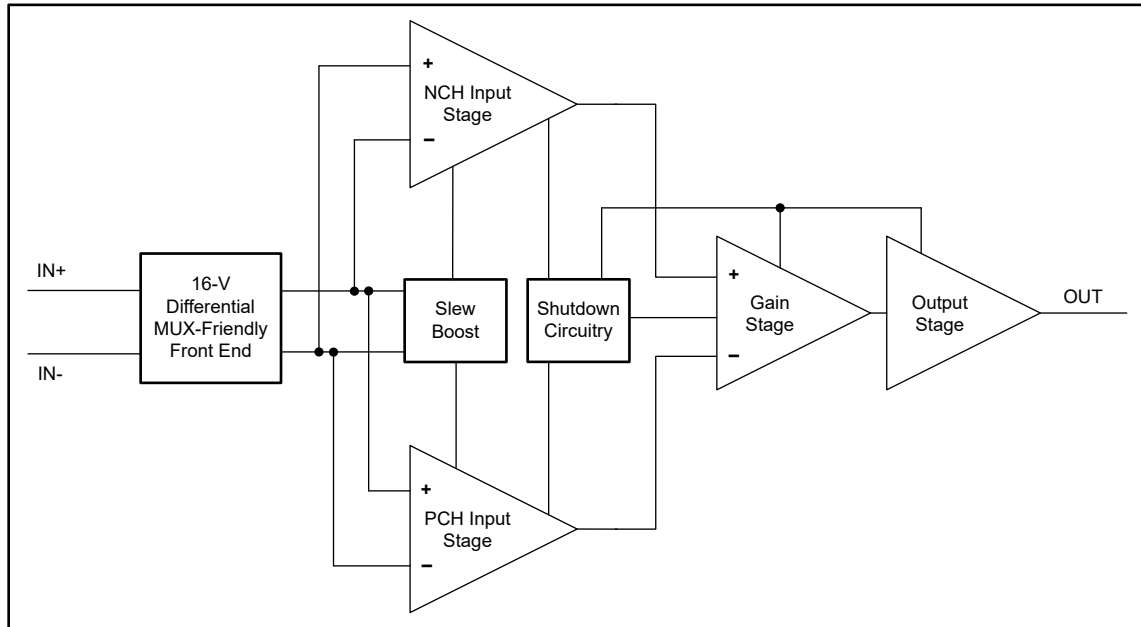 +
NCH Input
Stage
−
IN+
IN-
16-V
Differential
MUX-Friendly
Front End
Slew
Boost
Shutdown
Circuitry
+
Gain
Stage
−
Output
Stage
OUT
+
PCH Input
Stage
−